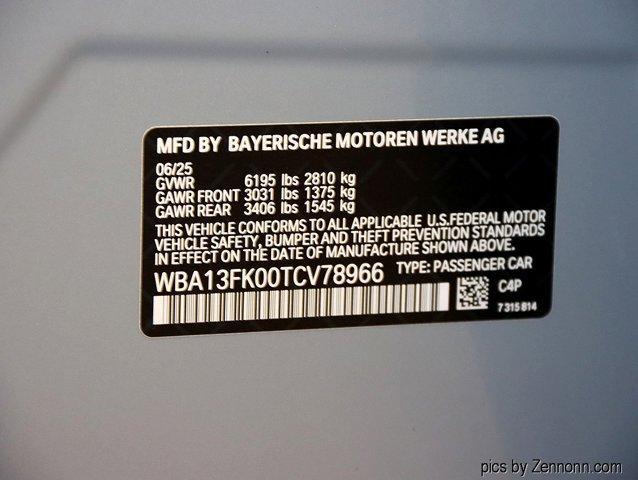 MFD BY BAYERISCHE MOTOREN WERKE AG
06/25
GVWR 6195 lbs 2810 kg
GAWR FRONT 3031 lbs 1375 kg
GAWR REAR 3406 lbs 1545 kg
THIS VEHICLE CONFORMS TO ALL APPLICABLE U.S.FEDERAL MOTOR
VEHICLE SAFETY, BUMPER AND THEFT PREVENTION STANDARDS
IN EFFECT ON THE DATE OF MANUFACTURE SHOWN ABOVE.
WBA13FK00TCV78966 TYPE: PASSENGER CAR
C4P
7 315 814
pics by Zennonn.com